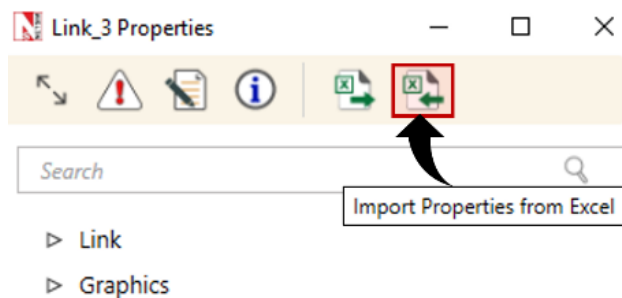 Link_3 Properties
Search
Import Properties from Excel
Link
Graphics